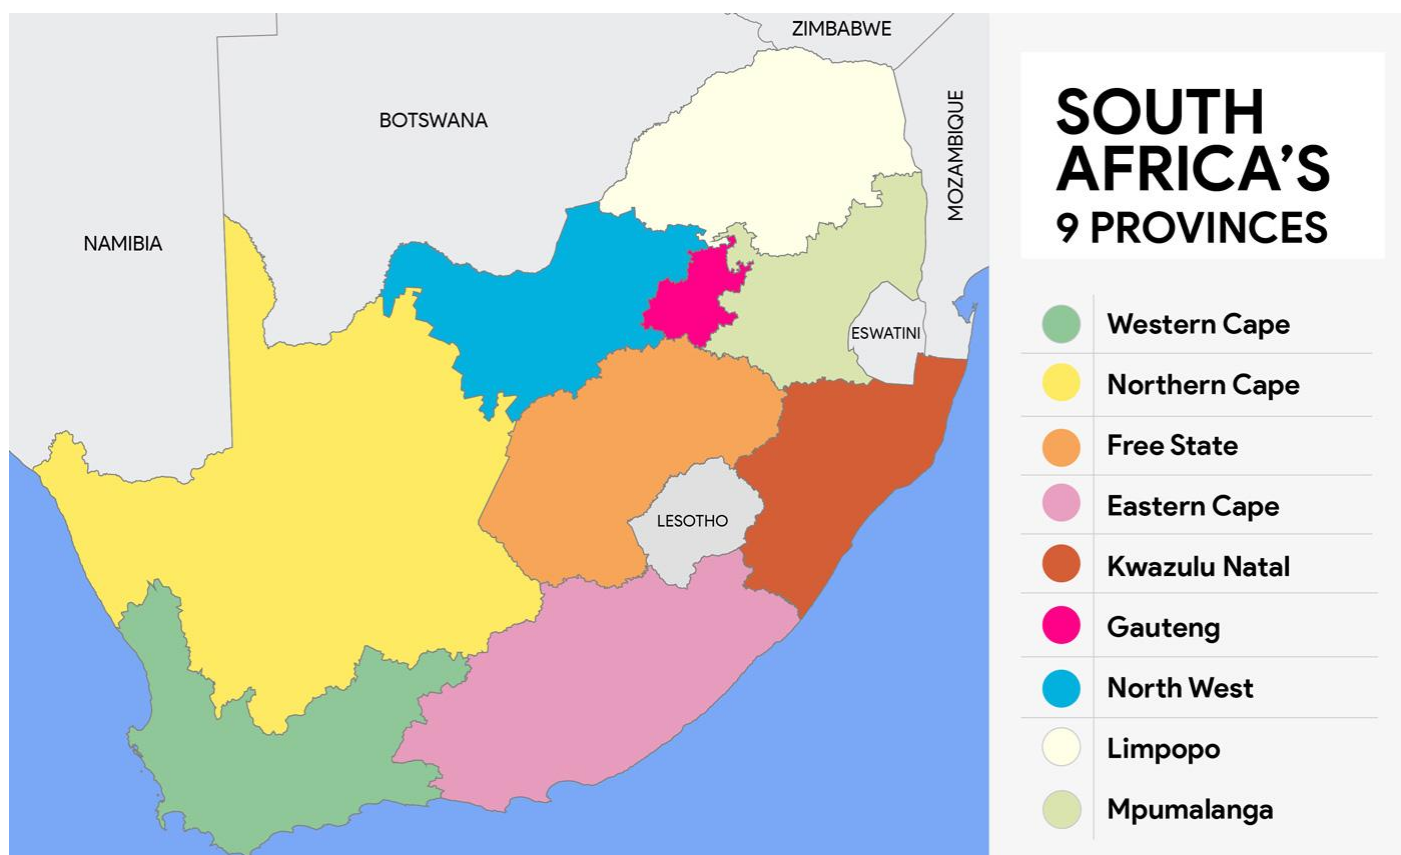 ZIMBABWE
BOTSWANA
MOZAMBIQUE
NAMIBIA
ESWATINI
LESOTHO
SOUTH
AFRICA'S
9 PROVINCES
Western Cape
Northern Cape
Free State
Eastern Cape
Kwazulu Natal
Gauteng
North West
Limpopo
Mpumalanga